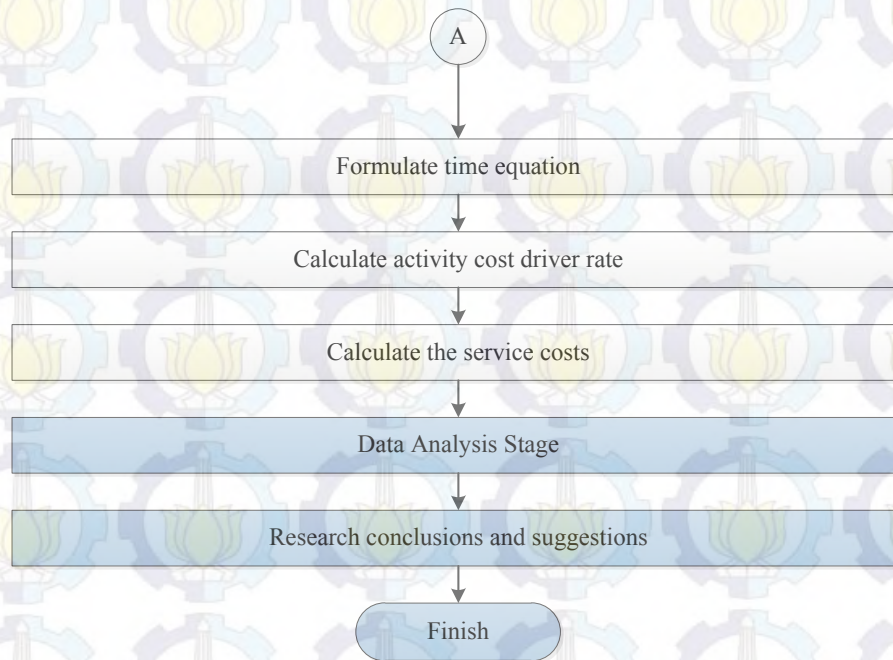 A
Formulate time equation
Calculate activity cost driver rate
Calculate the service costs
Data Analysis Stage
Research conclusions and suggestions
Finish